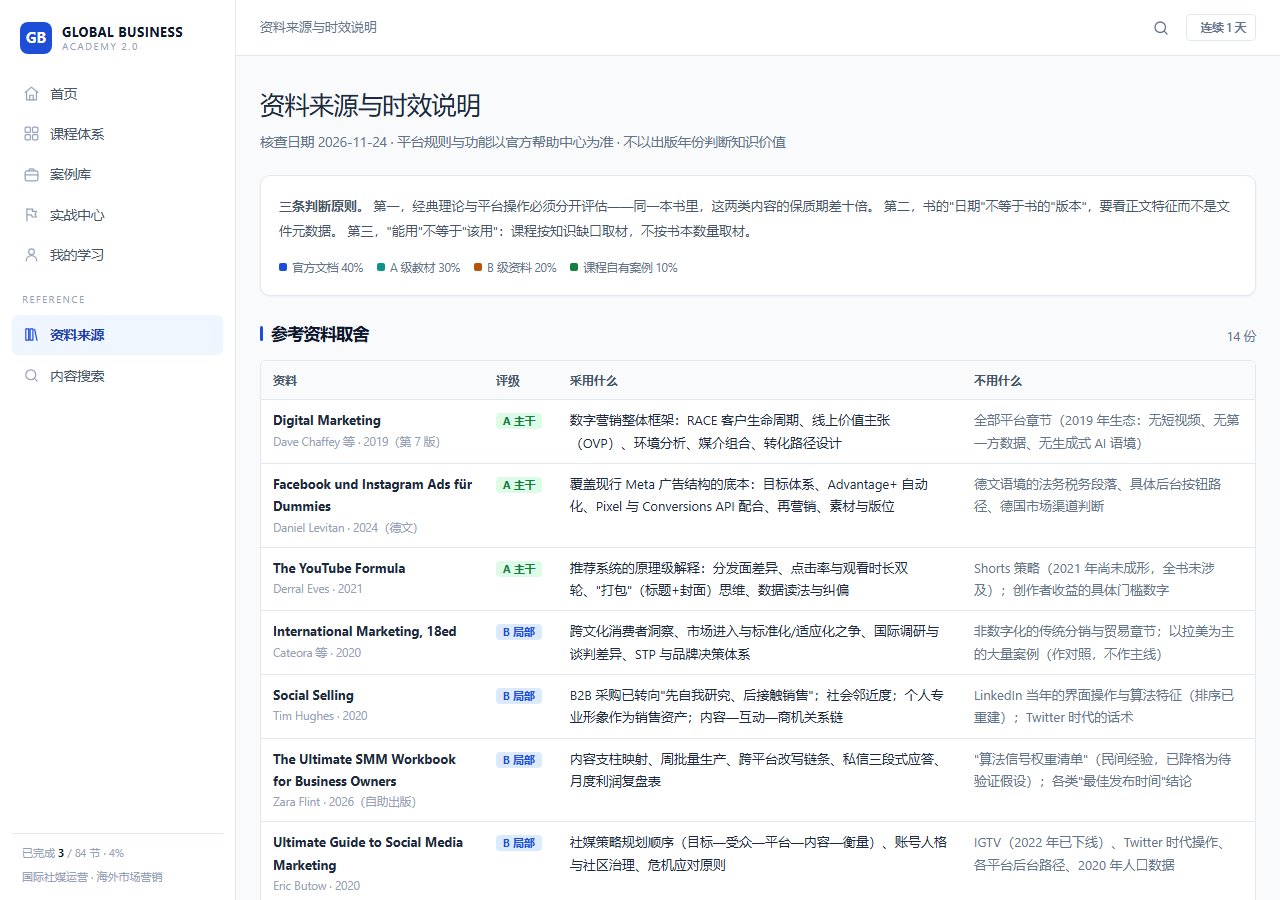 GB
GLOBAL BUSINESS
ACADEMY 2.0
首页
课程体系
案例库
实战中心
我的学习
REFERENCE
资料来源
内容搜索
已完成 3 / 84 节 · 4%
国际社媒运营 · 海外市场营销
资料来源与时效说明
连续 1 天
资料来源与时效说明
核查日期 2026-11-24 · 平台规则与功能以官方帮助中心为准 · 不以出版年份判断知识价值
三条判断原则。 第一，经典理论与平台操作必须分开评估——同一本书里，这两类内容的保质期差十倍。 第二，书的"日期"不等于书的"版本"，要看正文特征而不是文
件元数据。 第三，"能用"不等于"该用"：课程按知识缺口取材，不按书本数量取材。
官方文档 40% A 级教材 30% B 级资料 20% 课程自有案例 10%
参考资料取舍
14 份
资料 评级 采用什么 不用什么
Digital Marketing
Dave Chaffey 等 · 2019（第 7 版）
A 主干
数字营销整体框架：RACE 客户生命周期、线上价值主张
（OVP）、环境分析、媒介组合、转化路径设计
全部平台章节（2019 年生态：无短视频、无第
一方数据、无生成式 AI 语境）
Facebook und Instagram Ads für
Dummies
Daniel Levitan · 2024（德文）
A 主干
覆盖现行 Meta 广告结构的底本：目标体系、Advantage+ 自动
化、Pixel 与 Conversions API 配合、再营销、素材与版位
德文语境的法务税务段落、具体后台按钮路
径、德国市场渠道判断
The YouTube Formula
Derral Eves · 2021
A 主干
推荐系统的原理级解释：分发面差异、点击率与观看时长双
轮、"打包"（标题+封面）思维、数据读法与纠偏
Shorts 策略（2021 年尚未成形，全书未涉
及）；创作者收益的具体门槛数字
International Marketing, 18ed
Cateora 等 · 2020
B 局部
跨文化消费者洞察、市场进入与标准化/适应化之争、国际调研与
谈判差异、STP 与品牌决策体系
非数字化的传统分销与贸易章节；以拉美为主
的大量案例（作对照，不作主线）
Social Selling
Tim Hughes · 2020
B 局部
B2B 采购已转向"先自我研究、后接触销售"；社会邻近度；个人专
业形象作为销售资产；内容—互动—商机关系链
LinkedIn 当年的界面操作与算法特征（排序已
重建）；Twitter 时代的话术
The Ultimate SMM Workbook
for Business Owners
Zara Flint · 2026（自助出版）
B 局部
内容支柱映射、周批量生产、跨平台改写链条、私信三段式应答、
月度利润复盘表
"算法信号权重清单"（民间经验，已降格为待
验证假设）；各类"最佳发布时间"结论
Ultimate Guide to Social Media
Marketing
Eric Butow · 2020
B 局部
社媒策略规划顺序（目标—受众—平台—内容—衡量）、账号人格
与社区治理、危机应对原则
IGTV（2022 年已下线）、Twitter 时代操作、
各平台后台路径、2020 年人口数据